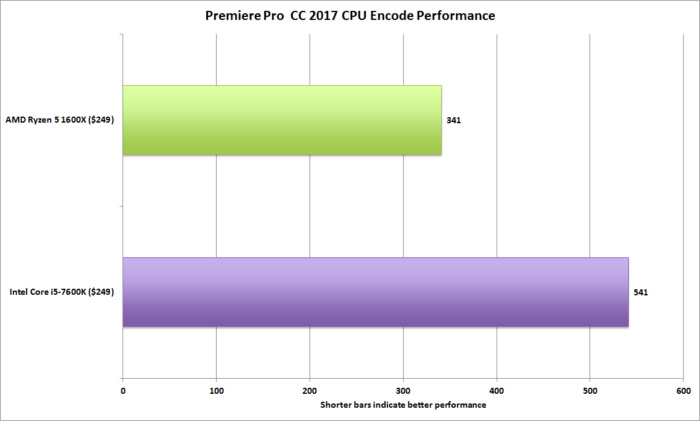 Premiere Pro CC 2017 CPU Encode Performance
AMD Ryzen 5 1600X ($249)
341
Intel Core i5-7600K ($249)
541
0 100 200 300 400 500 600
Shorter bars indicate better performance